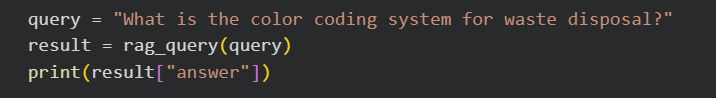 query = "What is the color coding system for waste disposal?"
result = rag_query(query)
print(result["answer"])